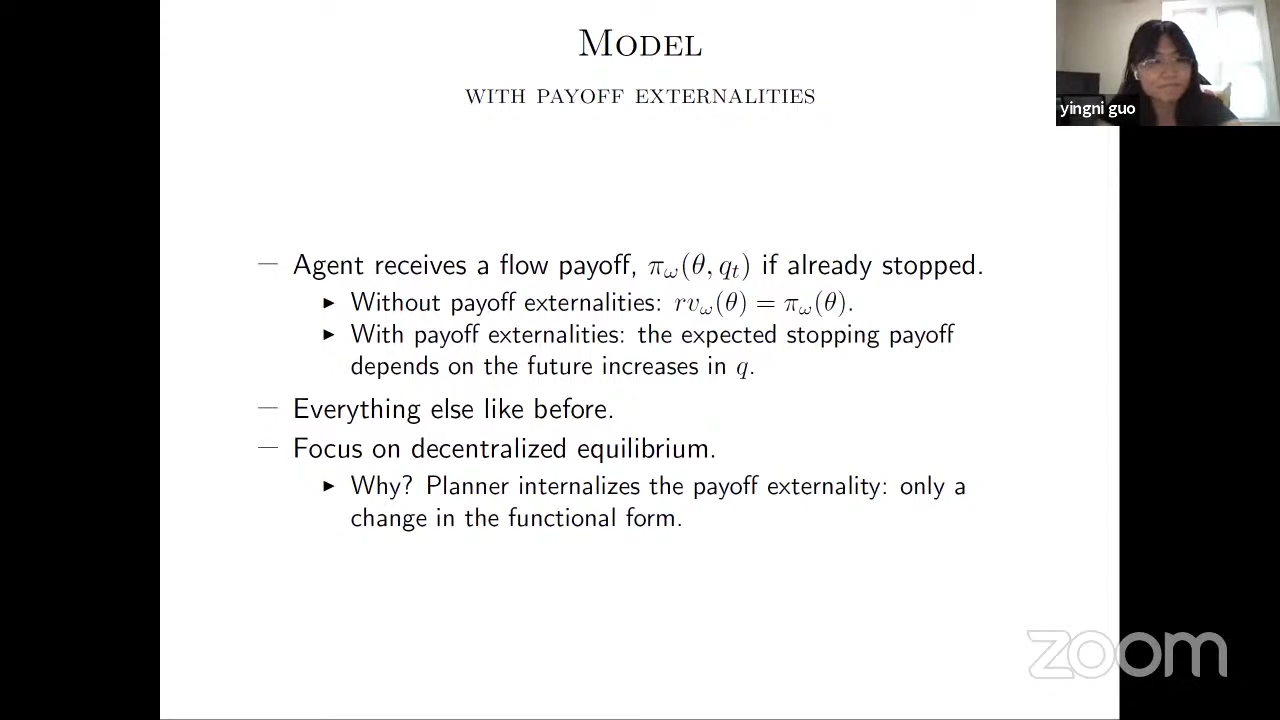 MODEL
WITH PAYOFF EXTERNALITIES
yingni guo
— Agent receives a flow payoff, π_ω(θ, q_t) if already stopped.
▶ Without payoff externalities: rv_ω(θ) = π_ω(θ).
▶ With payoff externalities: the expected stopping payoff
depends on the future increases in q.
— Everything else like before.
— Focus on decentralized equilibrium.
▶ Why? Planner internalizes the payoff externality: only a
change in the functional form.
zoom